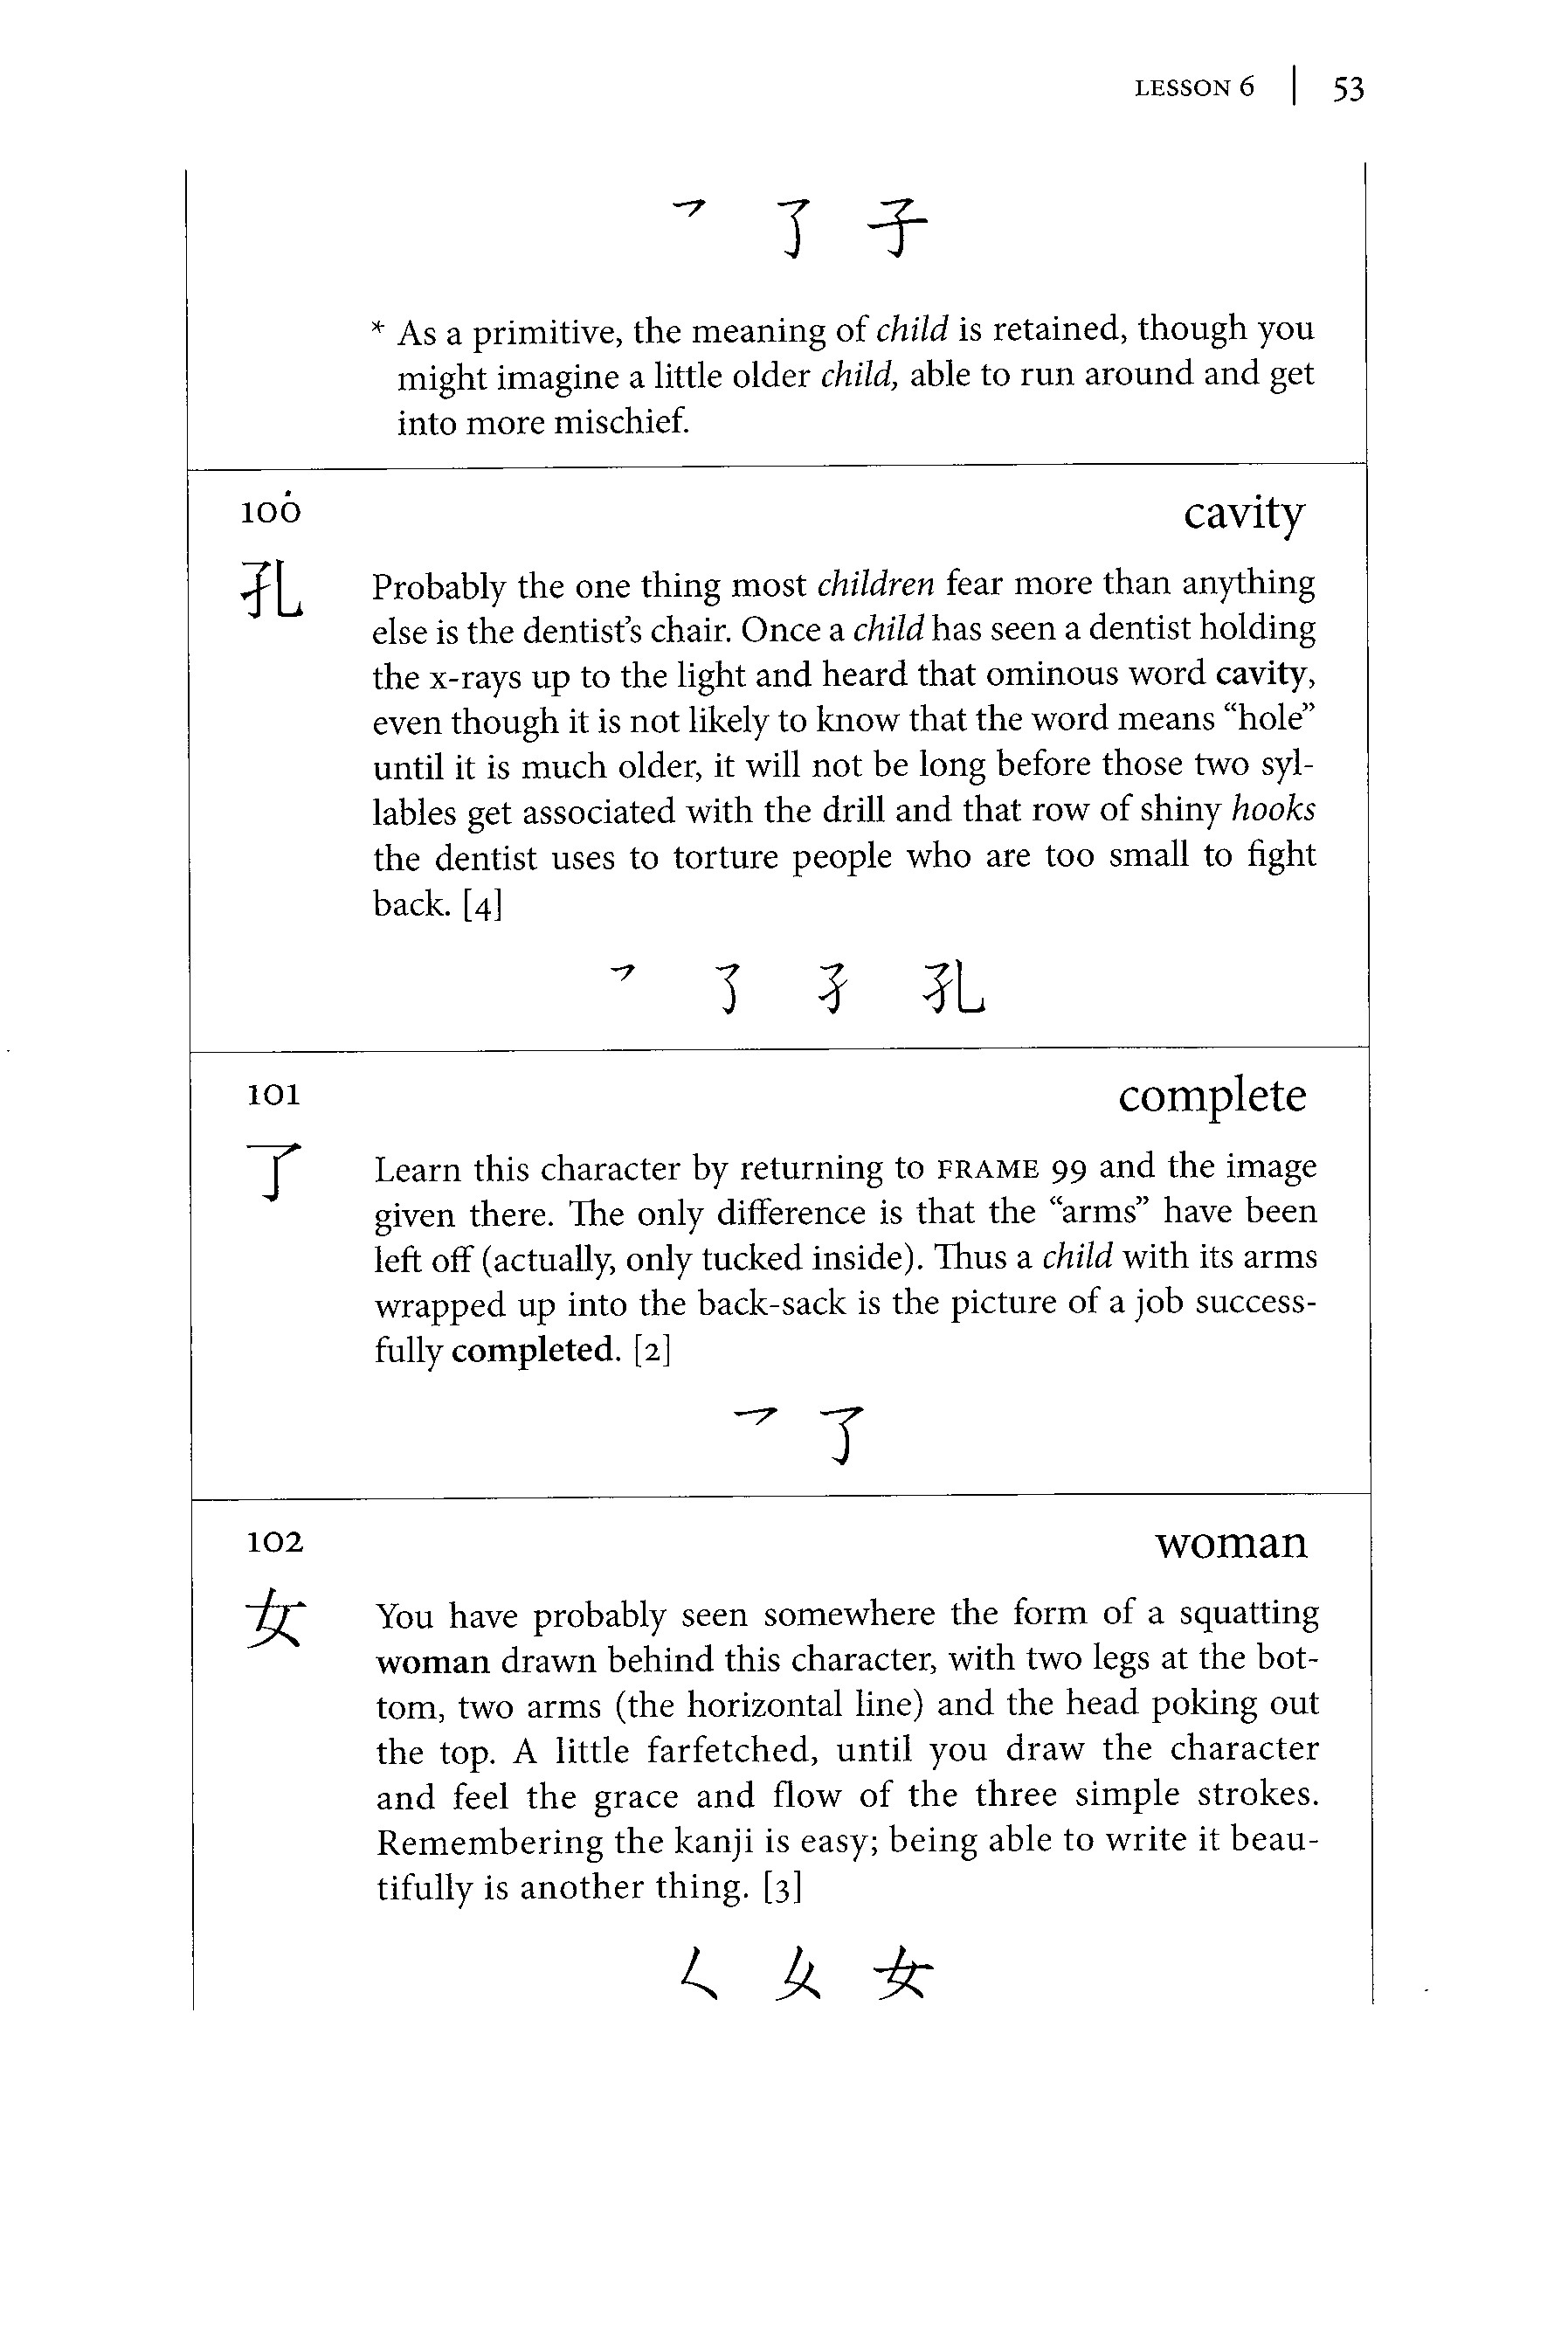 LESSON 6 | 53
㇇ 了 子
* As a primitive, the meaning of child is retained, though you
might imagine a little older child, able to run around and get
into more mischief.
100 cavity
孔
Probably the one thing most children fear more than anything
else is the dentist’s chair. Once a child has seen a dentist holding
the x-rays up to the light and heard that ominous word cavity,
even though it is not likely to know that the word means “hole”
until it is much older, it will not be long before those two syl-
lables get associated with the drill and that row of shiny hooks
the dentist uses to torture people who are too small to fight
back. [4]
㇇ 了 孑 孔
101 complete
了
Learn this character by returning to FRAME 99 and the image
given there. The only difference is that the “arms” have been
left off (actually, only tucked inside). Thus a child with its arms
wrapped up into the back-sack is the picture of a job success-
fully completed. [2]
㇇ 了
102 woman
女
You have probably seen somewhere the form of a squatting
woman drawn behind this character, with two legs at the bot-
tom, two arms (the horizontal line) and the head poking out
the top. A little farfetched, until you draw the character
and feel the grace and flow of the three simple strokes.
Remembering the kanji is easy; being able to write it beau-
tifully is another thing. [3]
く 女